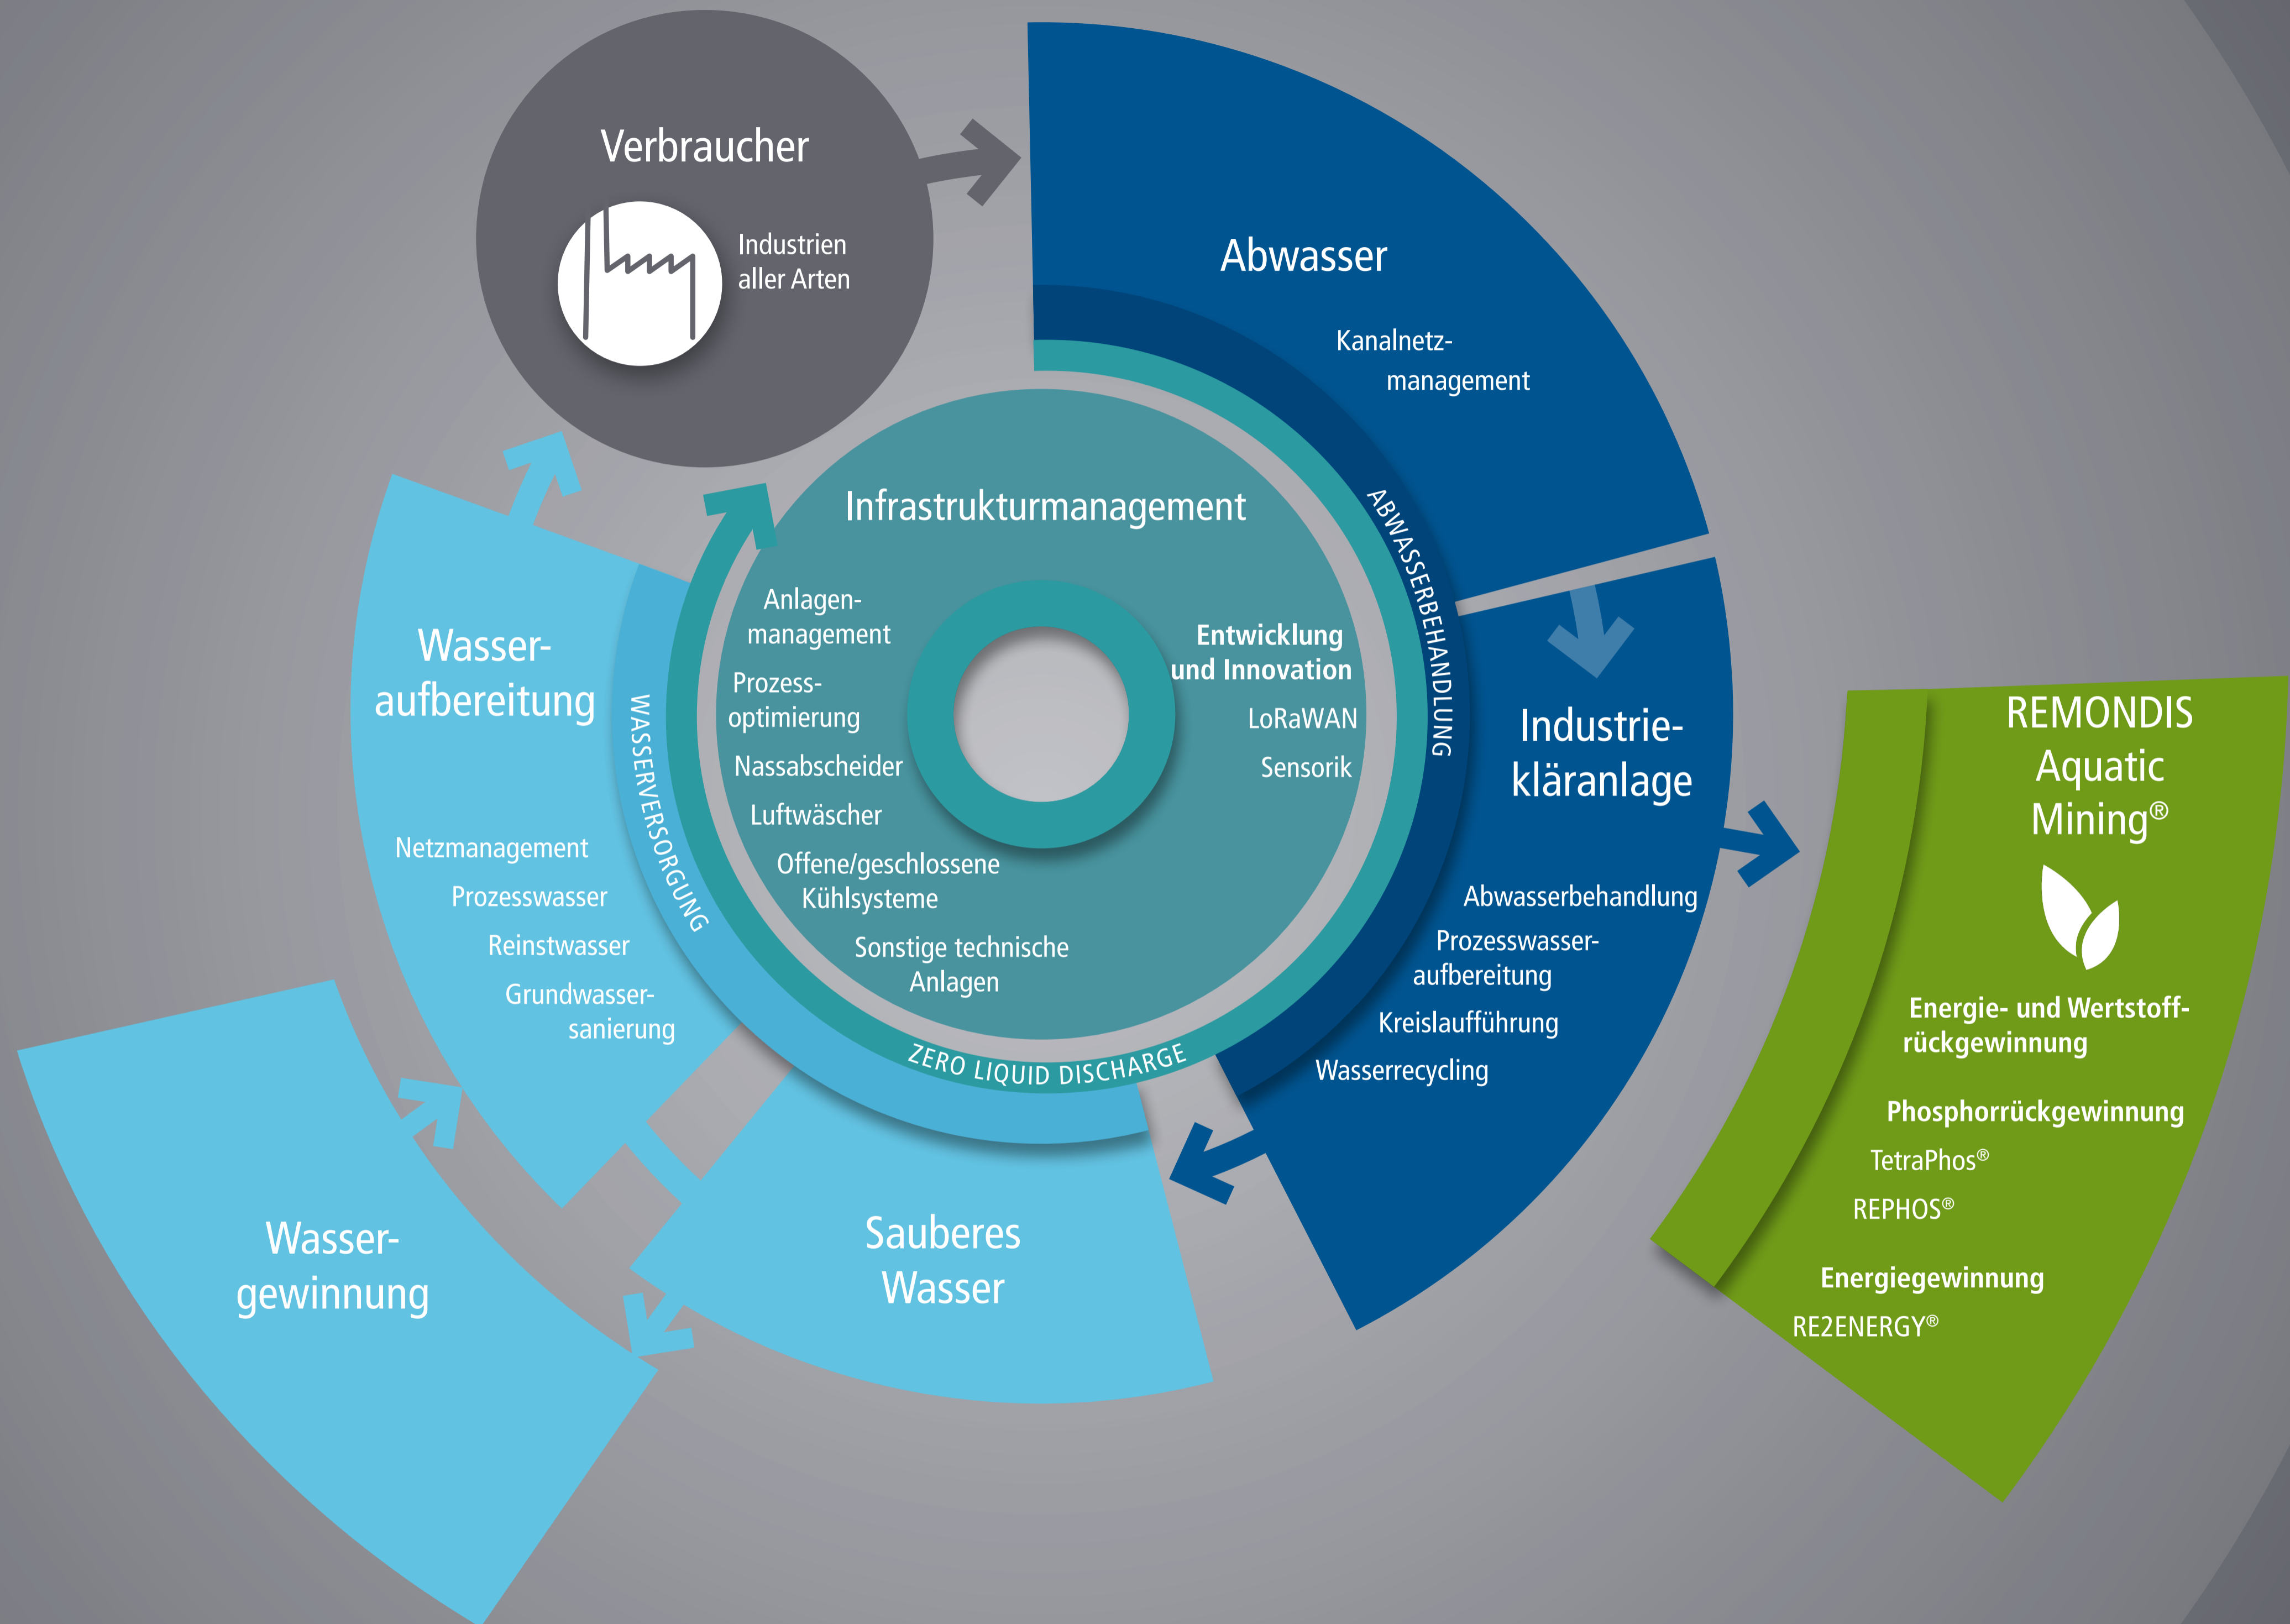 Verbraucher
Industrien
aller Arten
Abwasser
Kanalnetz-
management
ABWASSERBEHANDLUNG
Industrie-
kläranlage
Abwasserbehandlung
Prozesswasser-
aufbereitung
Kreislaufführung
Wasserrecycling
REMONDIS
Aquatic
Mining®
Energie- und Wertstoff-
rückgewinnung
Phosphorrückgewinnung
TetraPhos®
REPHOS®
Energiegewinnung
RE2ENERGY®
Sauberes
Wasser
Wasser-
gewinnung
Wasser-
aufbereitung
Netzmanagement
Prozesswasser
Reinstwasser
Grundwasser-
sanierung
WASSERVERSORGUNG
ZERO LIQUID DISCHARGE
Infrastrukturmanagement
Anlagen-
management
Prozess-
optimierung
Nassabscheider
Luftwäscher
Offene/geschlossene
Kühlsysteme
Sonstige technische
Anlagen
Entwicklung
und Innovation
LoRaWAN
Sensorik